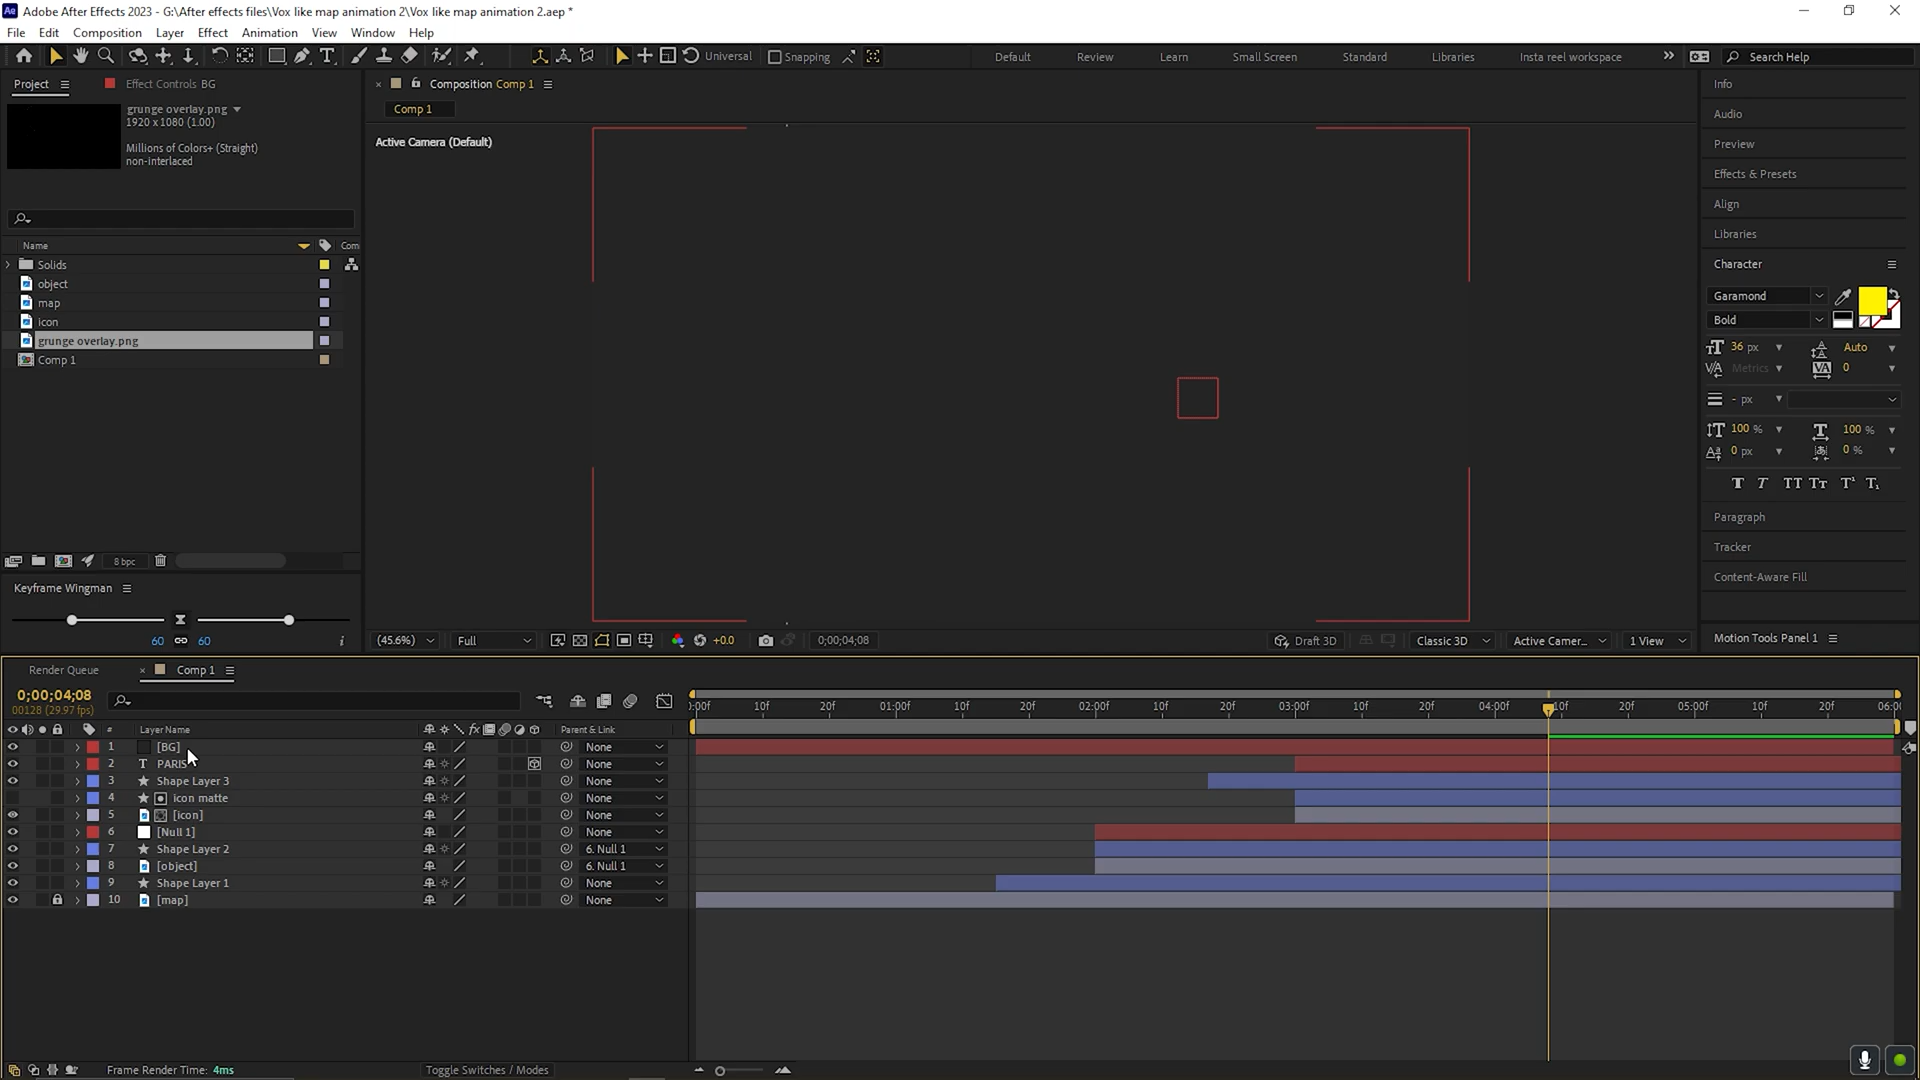 Adobe After Effects 2023 - G:\After effects files\Vox like map animation 2\Vox like map animation 2.aep *
File Edit Composition Layer Effect Animation View Window Help
Universal Snapping Default Review Learn Small Screen Standard Libraries Insta reel workspace Search Help
Project Effect Controls BG
grunge overlay.png
1920 x 1080 (1.00)
Millions of Colors+ (Straight)
non-interlaced
Name Com
Solids
object
map
icon
grunge overlay.png
Comp 1
8 bpc
Keyframe Wingman
60 60
Composition Comp 1
Comp 1
Active Camera (Default)
(45.6%) Full +0.0 0;00;04;08 Draft 3D Classic 3D Active Camer... 1 View
Info
Audio
Preview
Effects & Presets
Align
Libraries
Character
Garamond
Bold
36 px Auto
Metrics 0
- px
100 % 100 %
0 px 0 %
Paragraph
Tracker
Content-Aware Fill
Motion Tools Panel 1
Render Queue Comp 1
0;00;04;08
00128 (29.97 fps)
):00f 10f 20f 01:00f 10f 20f 02:00f 10f 20f 03:00f 10f 20f 04:00f 10f 20f 05:00f 10f 20f 06:00
# Layer Name Parent & Link
1 [BG] None
2 T PARIS None
3 Shape Layer 3 None
4 icon matte None
5 [icon] None
6 [Null 1] None
7 Shape Layer 2 6. Null 1
8 [object] 6. Null 1
9 Shape Layer 1 None
10 [map] None
Frame Render Time: 4ms Toggle Switches / Modes